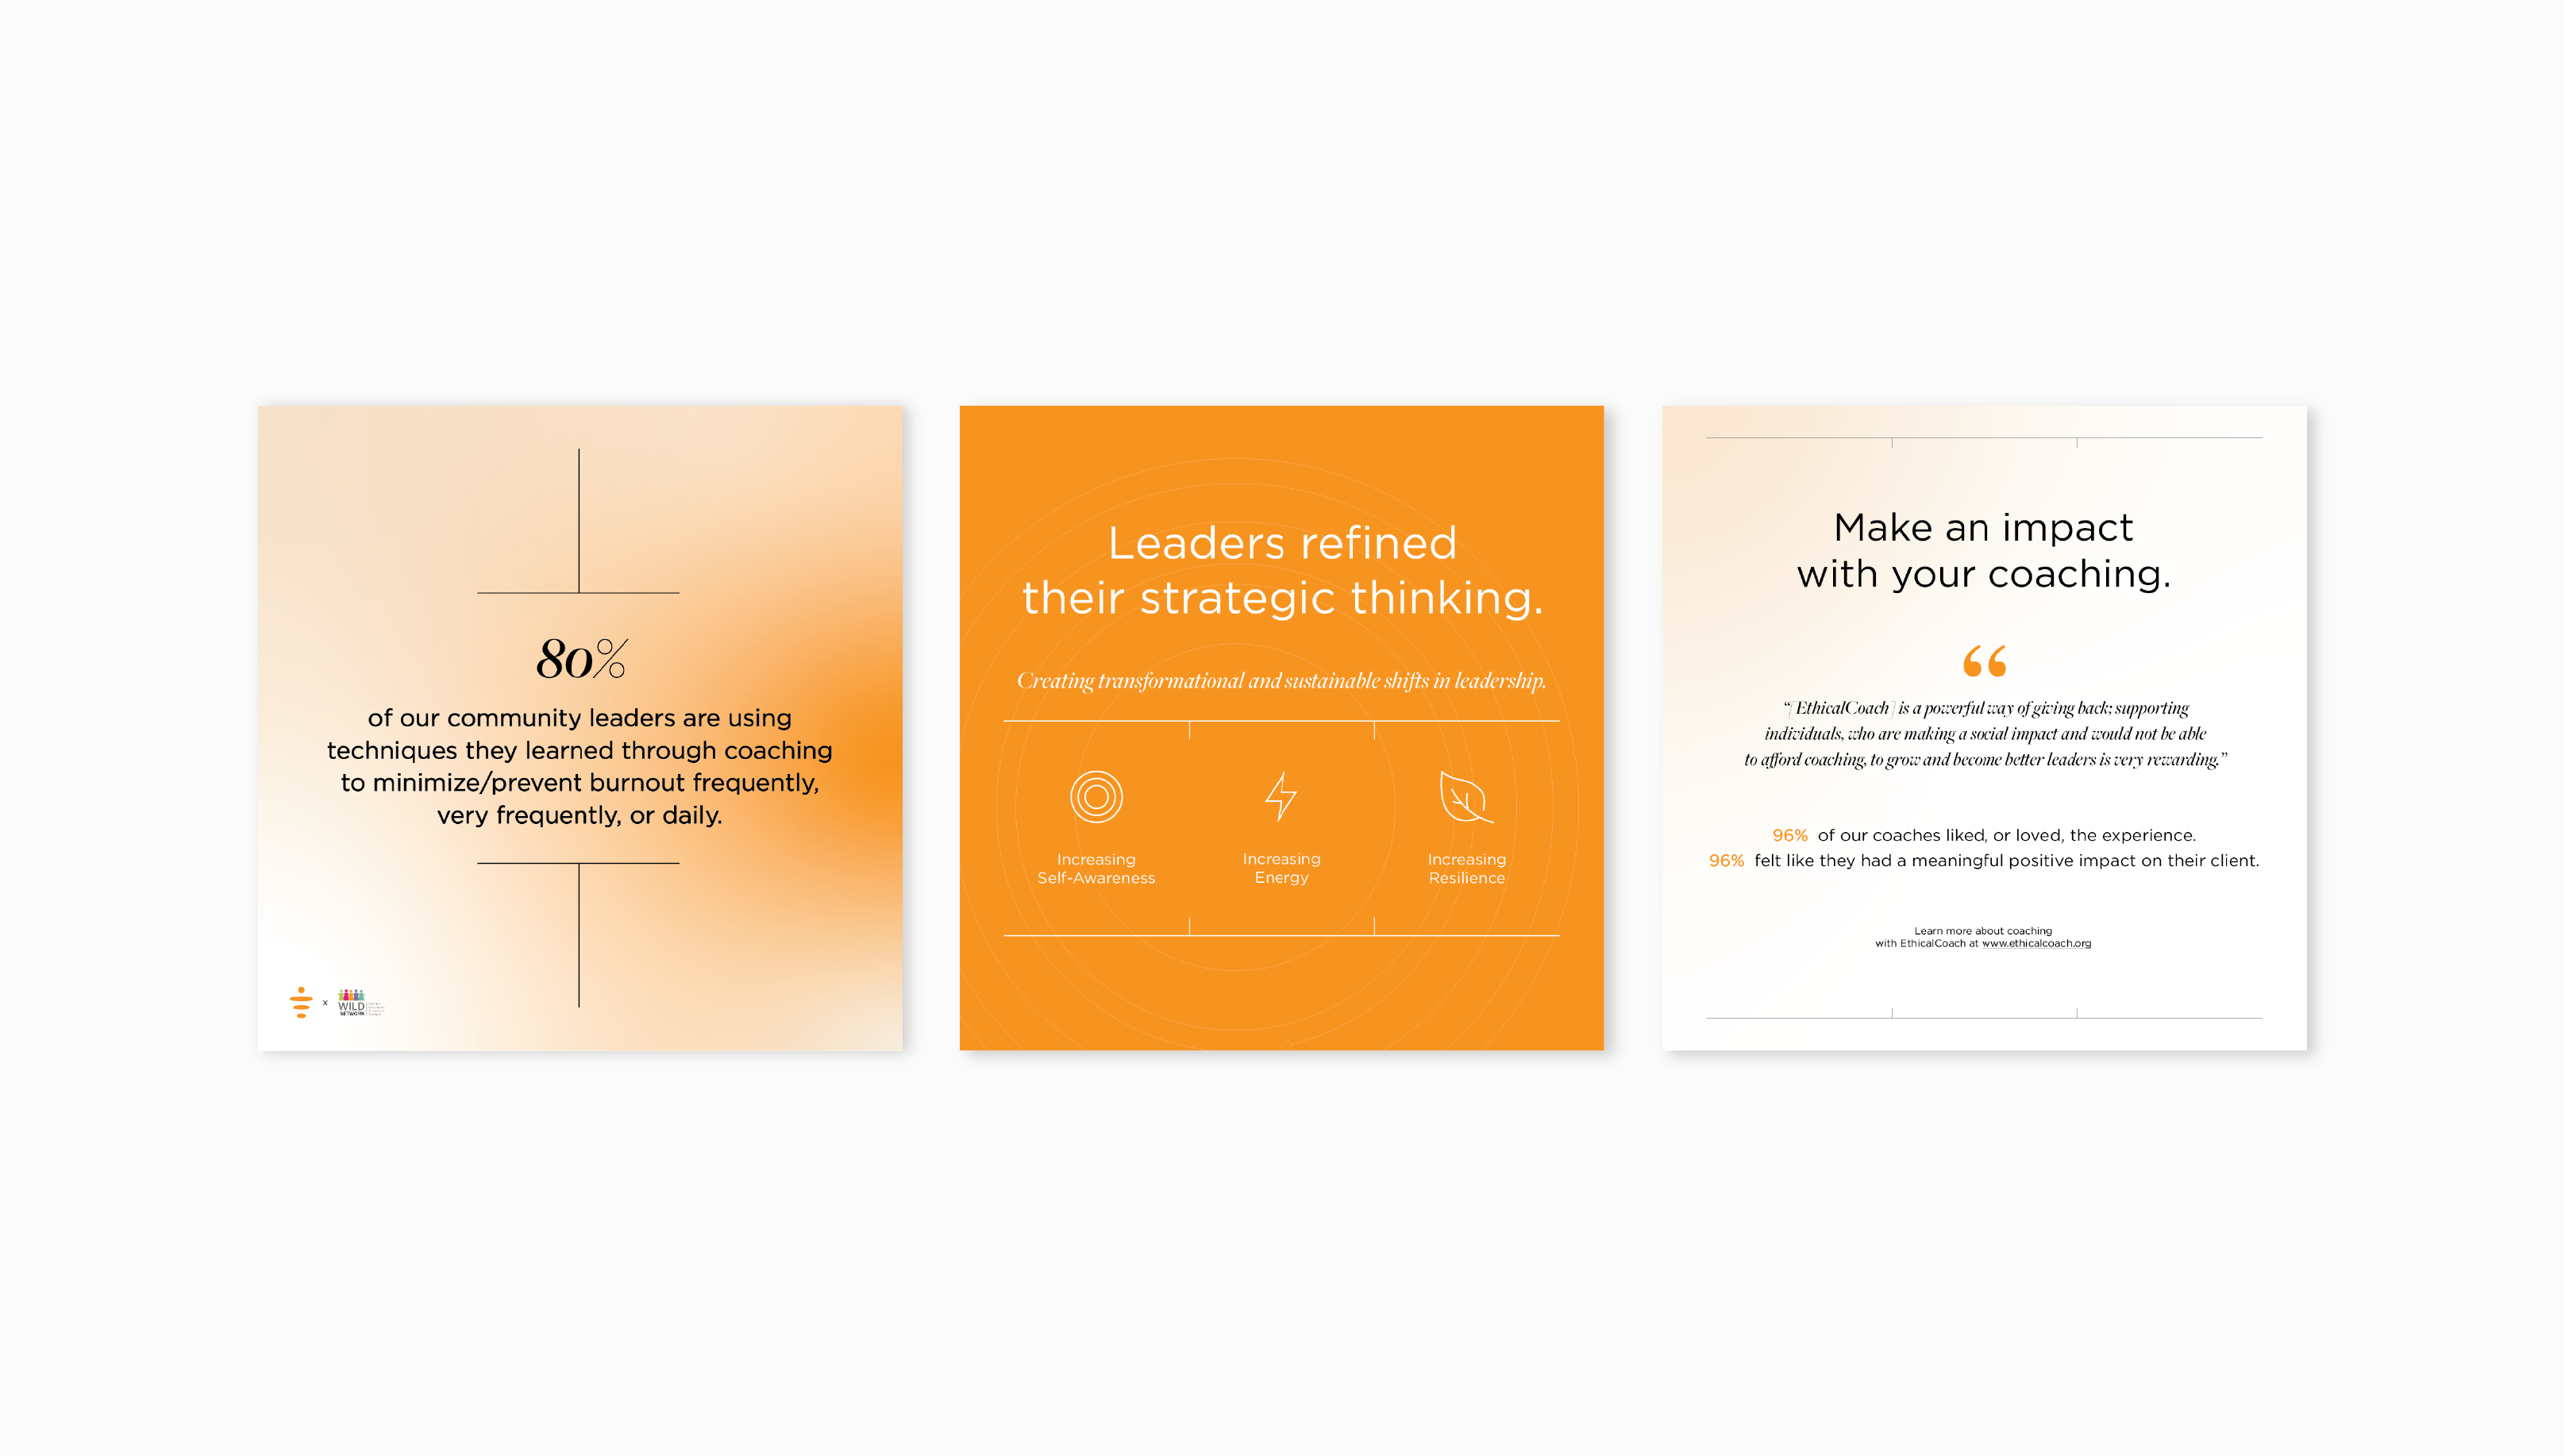 80%
of our community leaders are using
techniques they learned through coaching
to minimize/prevent burnout frequently,
very frequently, or daily.
x
WILD
NETWORK
Leaders refined
their strategic thinking.
Creating transformational and sustainable shifts in leadership.
Increasing
Self-Awareness
Increasing
Energy
Increasing
Resilience
Make an impact
with your coaching.
“
“[EthicalCoach] is a powerful way of giving back; supporting
individuals, who are making a social impact and would not be able
to afford coaching, to grow and become better leaders is very rewarding.”
96% of our coaches liked, or loved, the experience.
96% felt like they had a meaningful positive impact on their client.
Learn more about coaching
with EthicalCoach at www.ethicalcoach.org